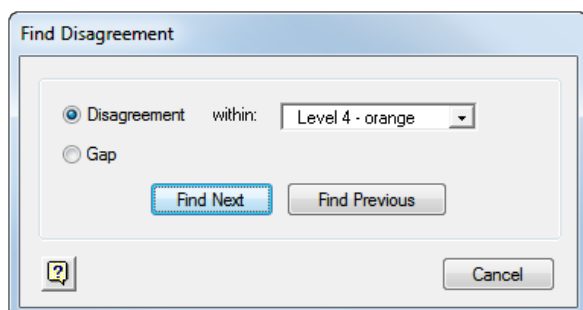 Find Disagreement
Disagreement within: Level 4 - orange
Gap
Find Next Find Previous
?
Cancel